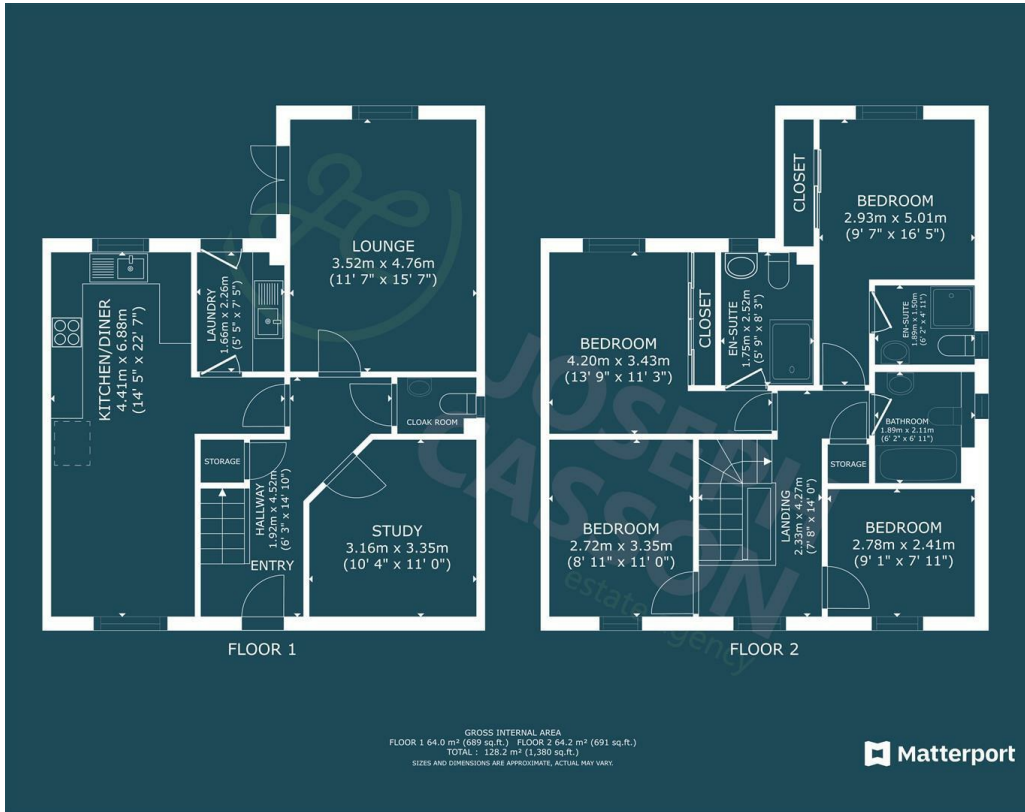 LOUNGE
3.52m x 4.76m
(11' 7" x 15' 7")
LAUNDRY
1.66m x 2.26m
(5' 5" x 7' 5")
KITCHEN/DINER
4.41m x 6.88m
(14' 5" x 22' 7")
CLOAK ROOM
STORAGE
HALLWAY
1.92m x 4.52m
(6' 3" x 14' 10")
STUDY
3.16m x 3.35m
(10' 4" x 11' 0")
ENTRY
FLOOR 1
CLOSET
BEDROOM
2.93m x 5.01m
(9' 7" x 16' 5")
CLOSET
EN-SUITE
1.75m x 2.52m
(5' 9" x 8' 3")
EN-SUITE
1.89m x 1.50m
(6' 2" x 4' 11")
BEDROOM
4.20m x 3.43m
(13' 9" x 11' 3")
BATHROOM
1.89m x 2.11m
(6' 2" x 6' 11")
STORAGE
LANDING
2.33m x 4.27m
(7' 8" x 14' 0")
BEDROOM
2.72m x 3.35m
(8' 11" x 11' 0")
BEDROOM
2.78m x 2.41m
(9' 1" x 7' 11")
FLOOR 2
JOSEPH
CASSON
estate agency
GROSS INTERNAL AREA
FLOOR 1 64.0 m² (689 sq.ft.) FLOOR 2 64.2 m² (691 sq.ft.)
TOTAL : 128.2 m² (1,380 sq.ft.)
SIZES AND DIMENSIONS ARE APPROXIMATE, ACTUAL MAY VARY.
Matterport